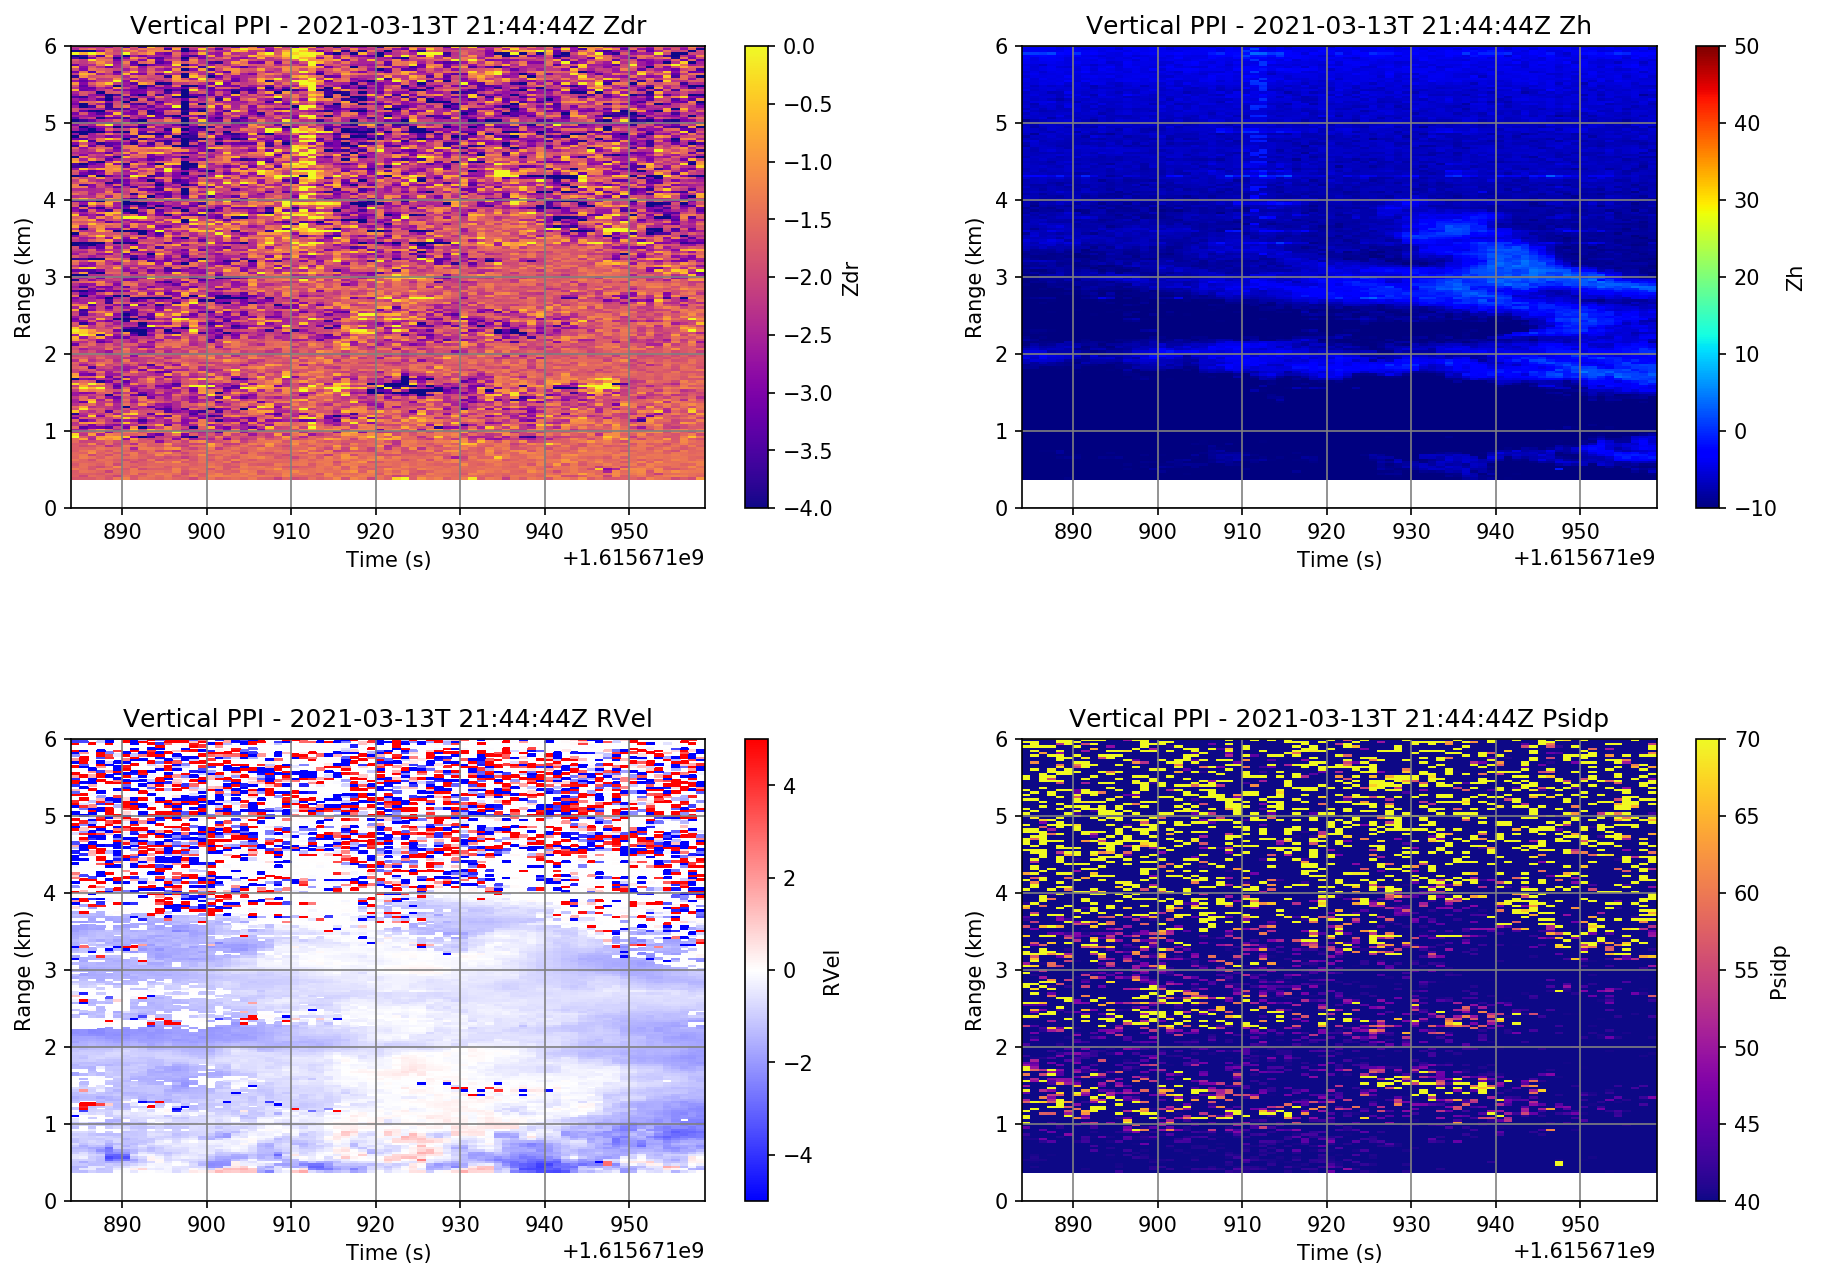 Vertical PPI - 2021-03-13T 21:44:44Z Zdr
6
5
4
3
2
1
0
Range (km)
890 900 910 920 930 940 950
Time (s)
+1.615671e9
0.0
−0.5
−1.0
−1.5
−2.0
−2.5
−3.0
−3.5
−4.0
Zdr
Vertical PPI - 2021-03-13T 21:44:44Z Zh
6
5
4
3
2
1
0
Range (km)
890 900 910 920 930 940 950
Time (s)
+1.615671e9
50
40
30
20
10
0
−10
Zh
Vertical PPI - 2021-03-13T 21:44:44Z RVel
6
5
4
3
2
1
0
Range (km)
890 900 910 920 930 940 950
Time (s)
+1.615671e9
4
2
0
−2
−4
RVel
Vertical PPI - 2021-03-13T 21:44:44Z Psidp
6
5
4
3
2
1
0
Range (km)
890 900 910 920 930 940 950
Time (s)
+1.615671e9
70
65
60
55
50
45
40
Psidp